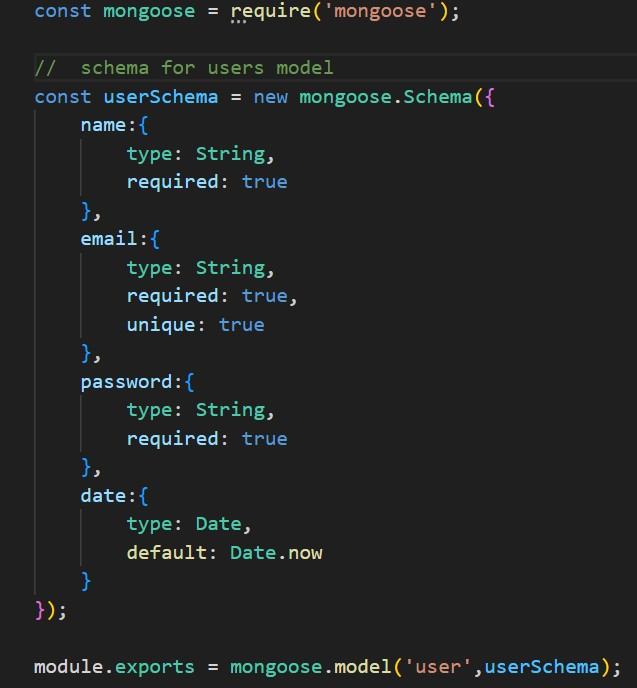 const mongoose = require('mongoose');
//  schema for users model
const userSchema = new mongoose.Schema({
    name:{
        type: String,
        required: true
    },
    email:{
        type: String,
        required: true,
        unique: true
    },
    password:{
        type: String,
        required: true
    },
    date:{
        type: Date,
        default: Date.now
    }
});
module.exports = mongoose.model('user',userSchema);